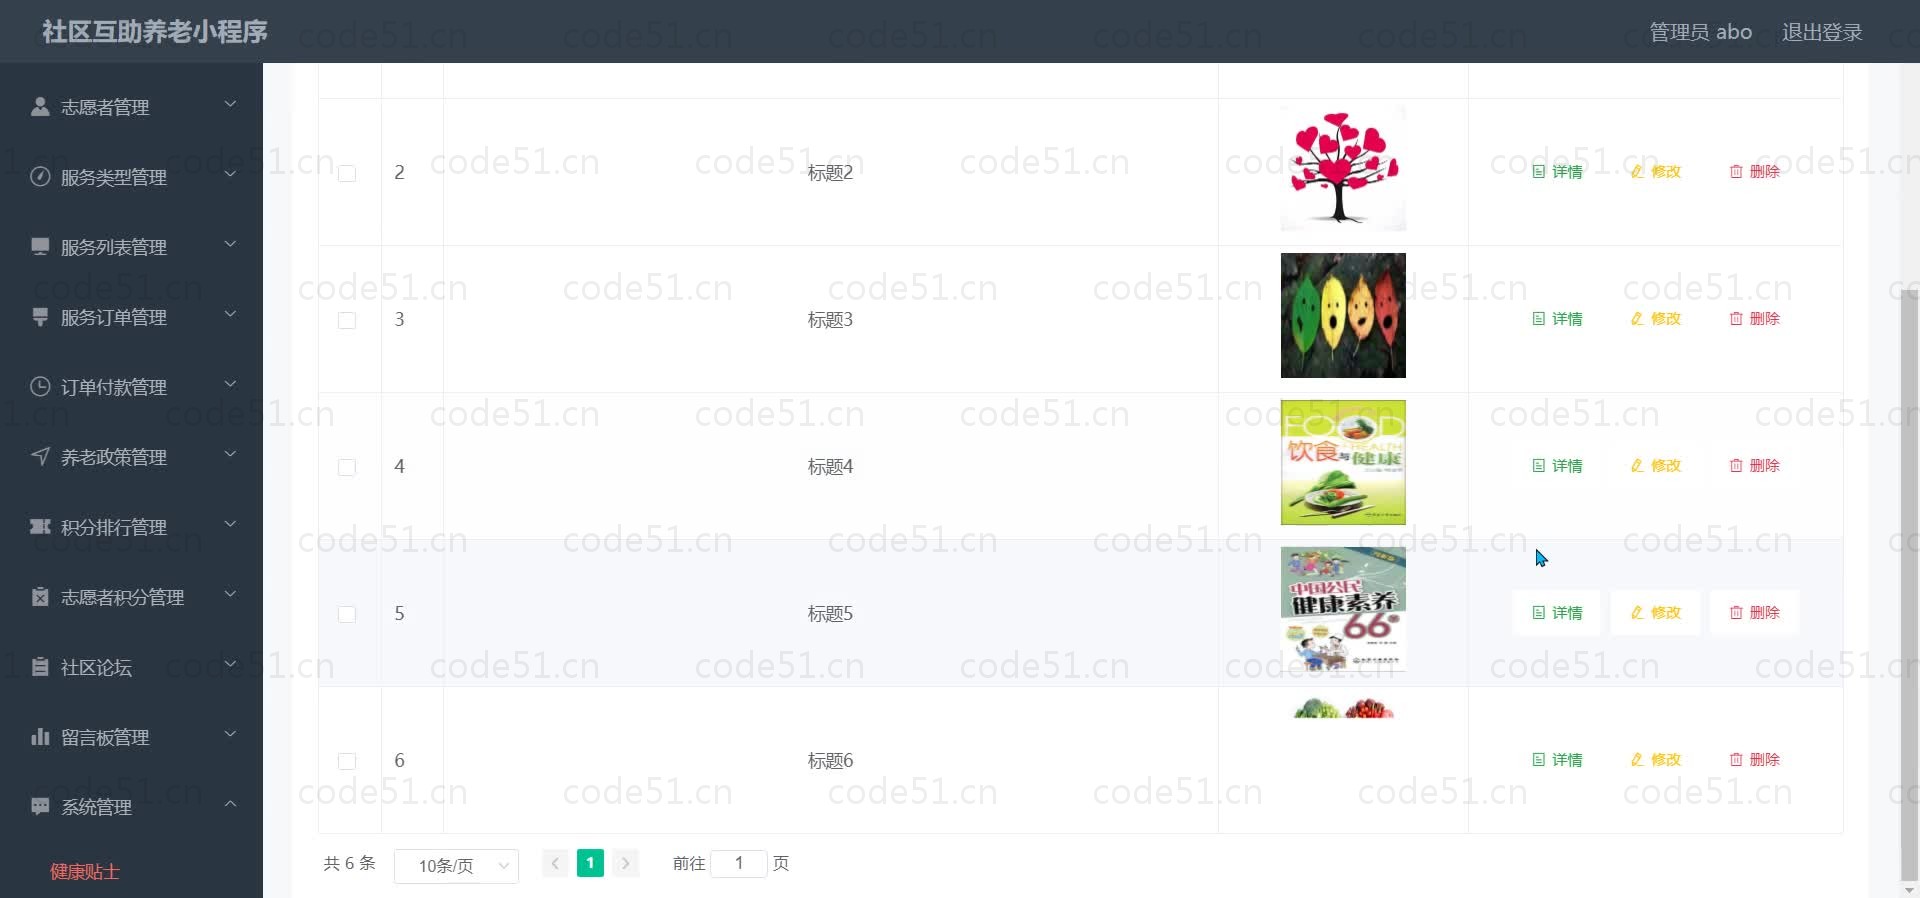 社区互助养老小程序
管理员 abo
退出登录
志愿者管理
服务类型管理
服务列表管理
服务订单管理
订单付款管理
养老政策管理
积分排行管理
志愿者积分管理
社区论坛
留言板管理
系统管理
健康贴士
2
标题2
详情
修改
删除
3
标题3
详情
修改
删除
4
标题4
FOOD
饮食与健康
HEALTH
详情
修改
删除
5
标题5
中国公民
健康素养
66
详情
修改
删除
6
标题6
详情
修改
删除
共 6 条
10条/页
1
前往
1
页
code51.cn